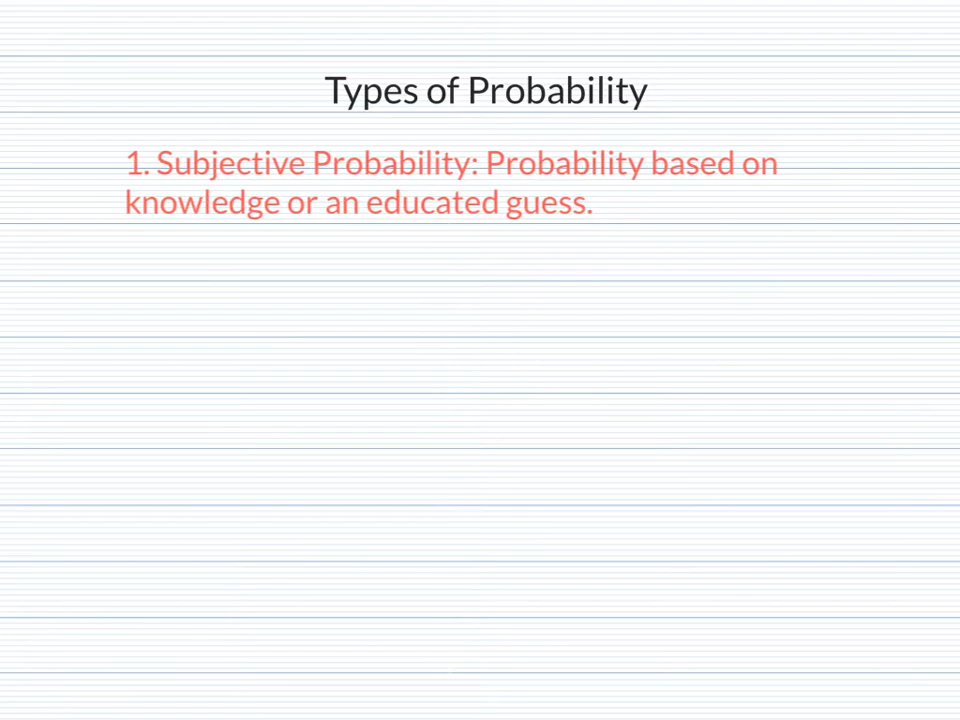 Types of Probability
1. Subjective Probability: Probability based on
knowledge or an educated guess.